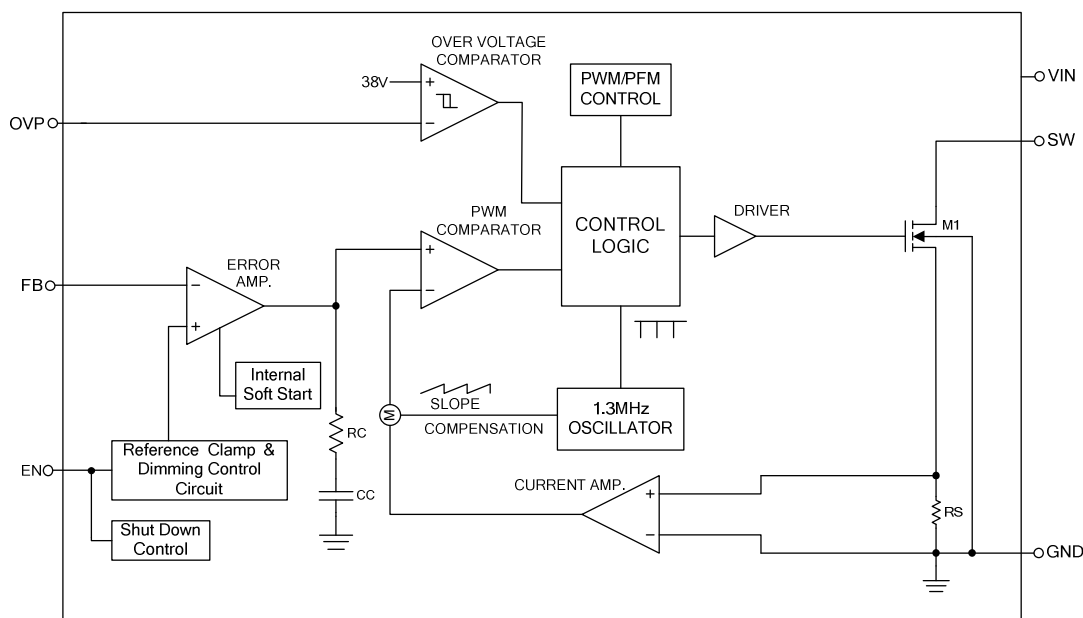 OVER VOLTAGE
COMPARATOR
38V
+
−
PWM/PFM
CONTROL
VIN
OVP
SW
PWM
COMPARATOR
+
−
CONTROL
LOGIC
DRIVER
M1
ERROR
AMP.
FB
−
+
Internal
Soft Start
SLOPE
COMPENSATION
M
1.3MHz
OSCILLATOR
RC
EN
Reference Clamp &
Dimming Control
Circuit
CC
CURRENT AMP.
+
−
RS
Shut Down
Control
GND